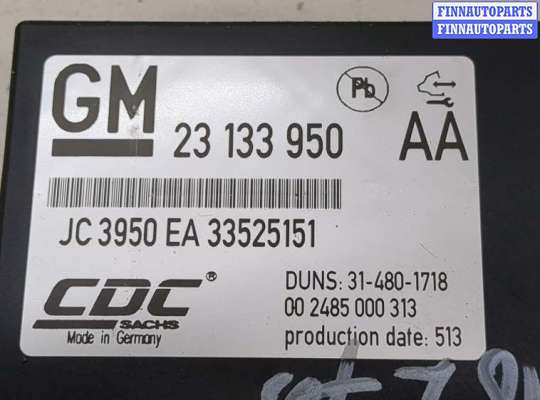 FINNAUTOPARTS
FINNAUTOPARTS
GM
Pb
23 133 950
AA
JC 3950 EA 33525151
CDC®
SACHS
Made in Germany
DUNS: 31-480-1718
00 2485 000 313
production date: 513